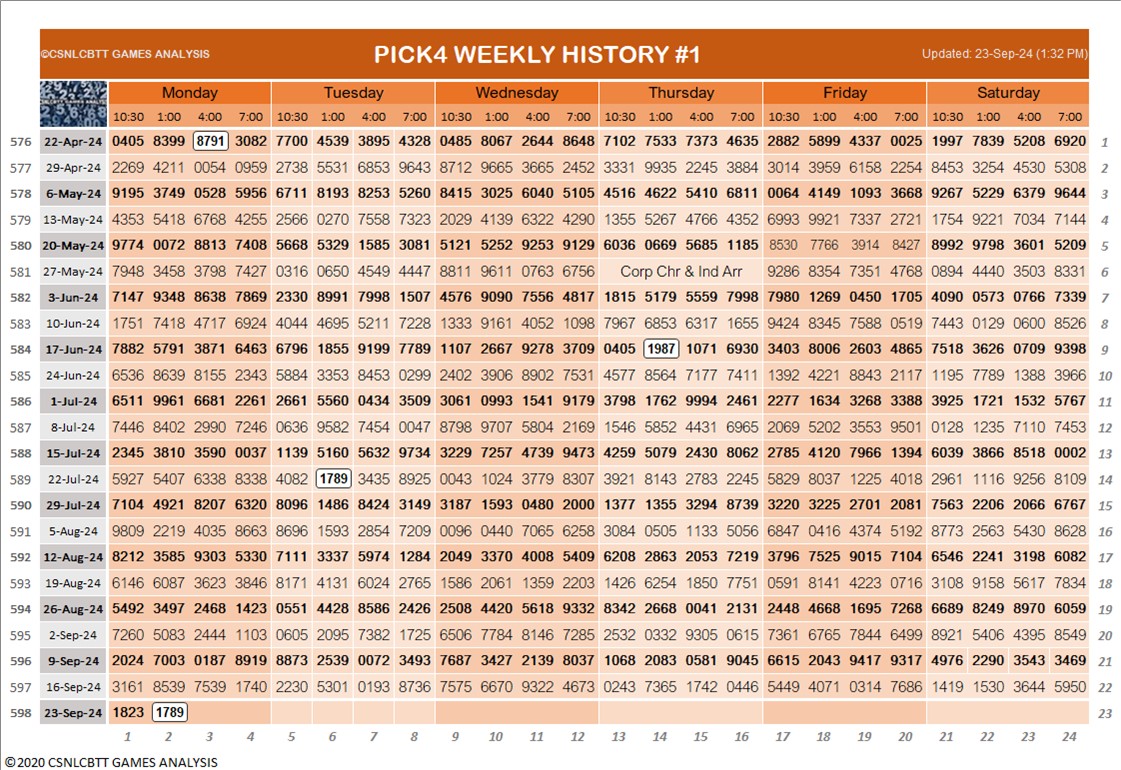 ©CSNLCBTT GAMES ANALYSIS PICK4 WEEKLY HISTORY #1 Updated: 23-Sep-24 (1:32 PM)
CSNLCBTT GAMES ANALYSIS Monday Tuesday Wednesday Thursday Friday Saturday
10:30 1:00 4:00 7:00 10:30 1:00 4:00 7:00 10:30 1:00 4:00 7:00 10:30 1:00 4:00 7:00 10:30 1:00 4:00 7:00 10:30 1:00 4:00 7:00
576 22-Apr-24 0405 8399 8791 3082 7700 4539 3895 4328 0485 8067 2644 8648 7102 7533 7373 4635 2882 5899 4337 0025 1997 7839 5208 6920 1
577 29-Apr-24 2269 4211 0054 0959 2738 5531 6853 9643 8712 9665 3665 2452 3331 9935 2245 3884 3014 3959 6158 2254 8453 3254 4530 5308 2
578 6-May-24 9195 3749 0528 5956 6711 8193 8253 5260 8415 3025 6040 5105 4516 4622 5410 6811 0064 4149 1093 3668 9267 5229 6379 9644 3
579 13-May-24 4353 5418 6768 4255 2566 0270 7558 7323 2029 4139 6322 4290 1355 5267 4766 4352 6993 9921 7337 2721 1754 9221 7034 7144 4
580 20-May-24 9774 0072 8813 7408 5668 5329 1585 3081 5121 5252 9253 9129 6036 0669 5685 1185 8530 7766 3914 8427 8992 9798 3601 5209 5
581 27-May-24 7948 3458 3798 7427 0316 0650 4549 4447 8811 9611 0763 6756 Corp Chr & Ind Arr 9286 8354 7351 4768 0894 4440 3503 8331 6
582 3-Jun-24 7147 9348 8638 7869 2330 8991 7998 1507 4576 9090 7556 4817 1815 5179 5559 7998 7980 1269 0450 1705 4090 0573 0766 7339 7
583 10-Jun-24 1751 7418 4717 6924 4044 4695 5211 7228 1333 9161 4052 1098 7967 6853 6317 1655 9424 8345 7588 0519 7443 0129 0600 8526 8
584 17-Jun-24 7882 5791 3871 6463 6796 1855 9199 7789 1107 2667 9278 3709 0405 1987 1071 6930 3403 8006 2603 4865 7518 3626 0709 9398 9
585 24-Jun-24 6536 8639 8155 2343 5884 3353 8453 0299 2402 3906 8902 7531 4577 8564 7177 7411 1392 4221 8843 2117 1195 7789 1388 3966 10
586 1-Jul-24 6511 9961 6681 2261 2661 5560 0434 3509 3061 0993 1541 9179 3798 1762 9994 2461 2277 1634 3268 3388 3925 1721 1532 5767 11
587 8-Jul-24 7446 8402 2990 7246 0636 9582 7454 0047 8798 9707 5804 2169 1546 5852 4431 6965 2069 5202 3553 9501 0128 1235 7110 7453 12
588 15-Jul-24 2345 3810 3590 0037 1139 5160 5632 9734 3229 7257 4739 9473 4259 5079 2430 8062 2785 4120 7966 1394 6039 3866 8518 0002 13
589 22-Jul-24 5927 5407 6338 8338 4082 1789 3435 8925 0043 1024 3779 8307 3921 8143 2783 2245 5829 8037 1225 4018 2961 1116 9256 8109 14
590 29-Jul-24 7104 4921 8207 6320 8096 1486 8424 3149 3187 1593 0480 2000 1377 1355 3294 8739 3220 3225 2701 2081 7563 2206 2066 6767 15
591 5-Aug-24 9809 2219 4035 8663 8696 1593 2854 7209 0096 0440 7065 6258 3084 0505 1133 5056 6847 0416 4374 5192 8773 2563 5430 8628 16
592 12-Aug-24 8212 3585 9303 5330 7111 3337 5974 1284 2049 3370 4008 5409 6208 2863 2053 7219 3796 7525 9015 7104 6546 2241 3198 6082 17
593 19-Aug-24 6146 6087 3623 3846 8171 4131 6024 2765 1586 2061 1359 2203 1426 6254 1850 7751 0591 8141 4223 0716 3108 9158 5617 7834 18
594 26-Aug-24 5492 3497 2468 1423 0551 4428 8586 2426 2508 4420 5618 9332 8342 2668 0041 2131 2448 4668 1695 7268 6689 8249 8970 6059 19
595 2-Sep-24 7260 5083 2444 1103 0605 2095 7382 1725 6506 7784 8146 7285 2532 0332 9305 0615 7361 6765 7844 6499 8921 5406 4395 8549 20
596 9-Sep-24 2024 7003 0187 8919 8873 2539 0072 3493 7687 3427 2139 8037 1068 2083 0581 9045 6615 2043 9417 9317 4976 2290 3543 3469 21
597 16-Sep-24 3161 8539 7539 1740 2230 5301 0193 8736 7575 6670 9322 4673 0243 7365 1742 0446 5449 4071 0314 7686 1419 1530 3644 5950 22
598 23-Sep-24 1823 1789 23
1 2 3 4 5 6 7 8 9 10 11 12 13 14 15 16 17 18 19 20 21 22 23 24
©2020 CSNLCBTT GAMES ANALYSIS